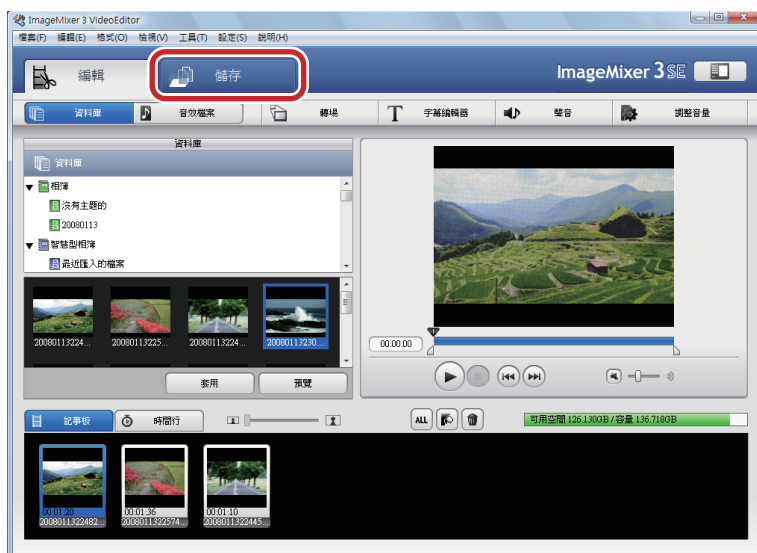 ImageMixer 3 VideoEditor
檔案(F) 編輯(E) 格式(O) 檢視(V) 工具(T) 設定(S) 說明(H)
編輯 儲存 ImageMixer 3 SE
資料庫 音效檔案 轉場 T 字幕編輯器 聲音 調整音量
資料庫
資料庫
相簿
沒有主題的
20080113
智慧型相簿
最近匯入的檔案
20080113224... 20080113225... 20080113224... 20080113230...
00:00:00
套用 預覽
記事板 時間行 ALL 可用空間 126.130GB / 容量 136.718GB
00:01:20 00:01:36 00:01:10
2008011322482... 2008011322574... 2008011322445...